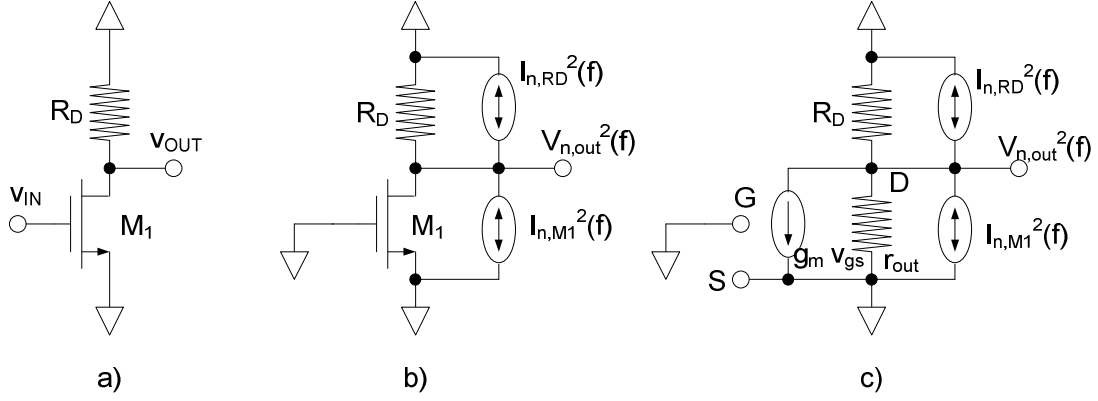 R_D
v_OUT
v_IN
M_1
a)
R_D
I_n,RD^2(f)
V_n,out^2(f)
M_1
I_n,M1^2(f)
b)
R_D
I_n,RD^2(f)
V_n,out^2(f)
D
G
g_m v_gs
r_out
I_n,M1^2(f)
S
c)